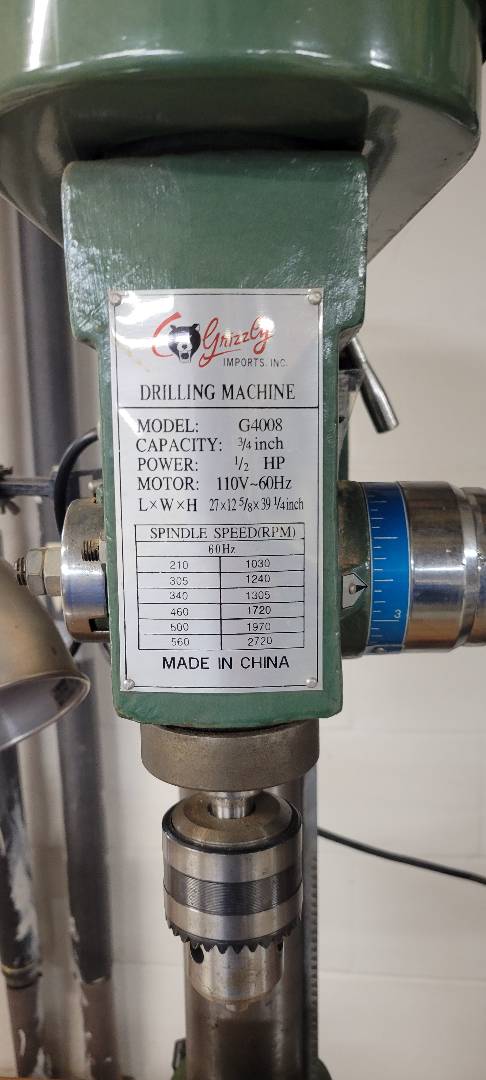 Grizzly
IMPORTS, INC.
DRILLING MACHINE
MODEL: G4008
CAPACITY: 3/4 inch
POWER: 1/2 HP
MOTOR: 110V~60Hz
L×W×H 27×12 5/8×39 1/4inch
SPINDLE SPEED(RPM)
60Hz
210 1030
305 1240
340 1305
460 1720
500 1970
560 2720
MADE IN CHINA
3